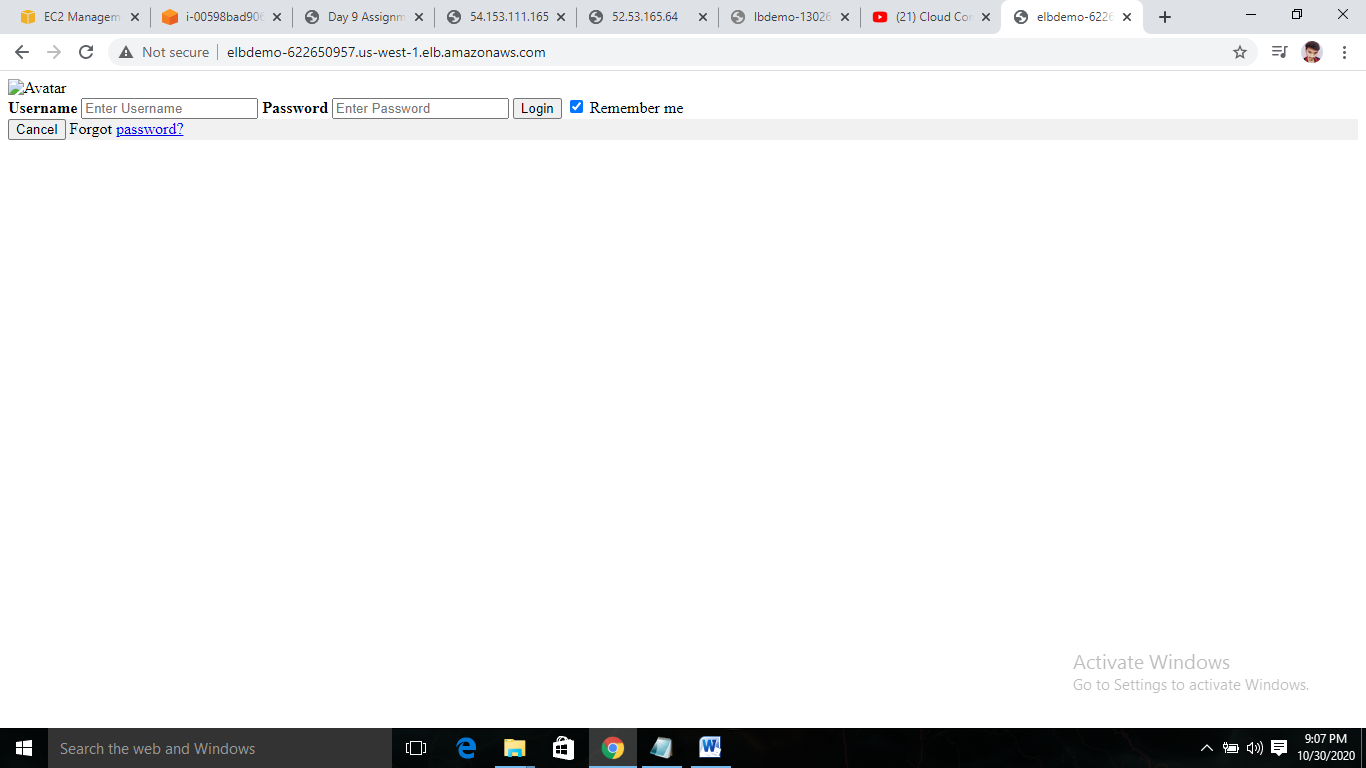 EC2 Managem
i-00598bad906
Day 9 Assignm
54.153.111.165
52.53.165.64
lbdemo-13026
(21) Cloud Con
elbdemo-6226
Not secure
elbdemo-622650957.us-west-1.elb.amazonaws.com
Avatar
Username Enter Username Password Enter Password Login Remember me
Cancel Forgot password?
Activate Windows
Go to Settings to activate Windows.
Search the web and Windows
9:07 PM
10/30/2020